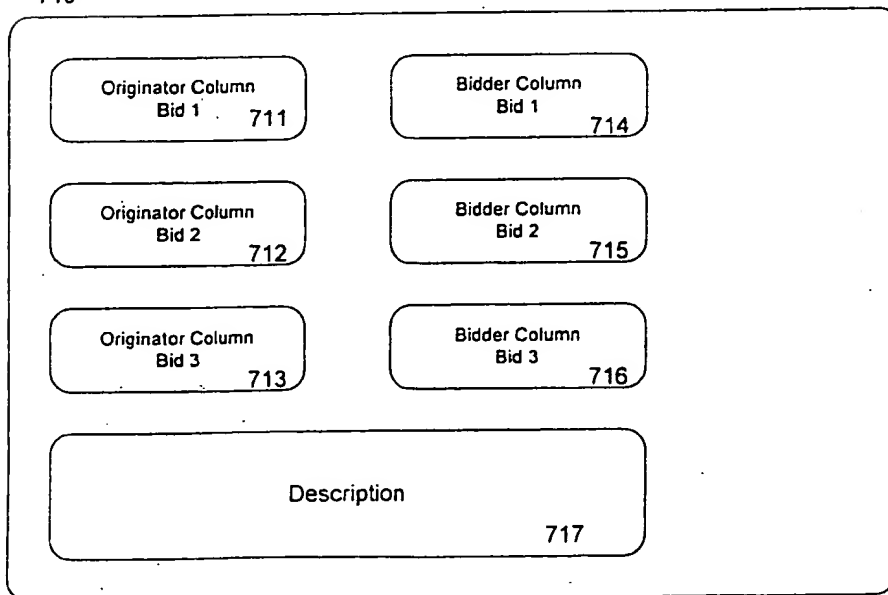 Originator Column
Bid 1
711
Bidder Column
Bid 1
714
Originator Column
Bid 2
712
Bidder Column
Bid 2
715
Originator Column
Bid 3
713
Bidder Column
Bid 3
716
Description
717